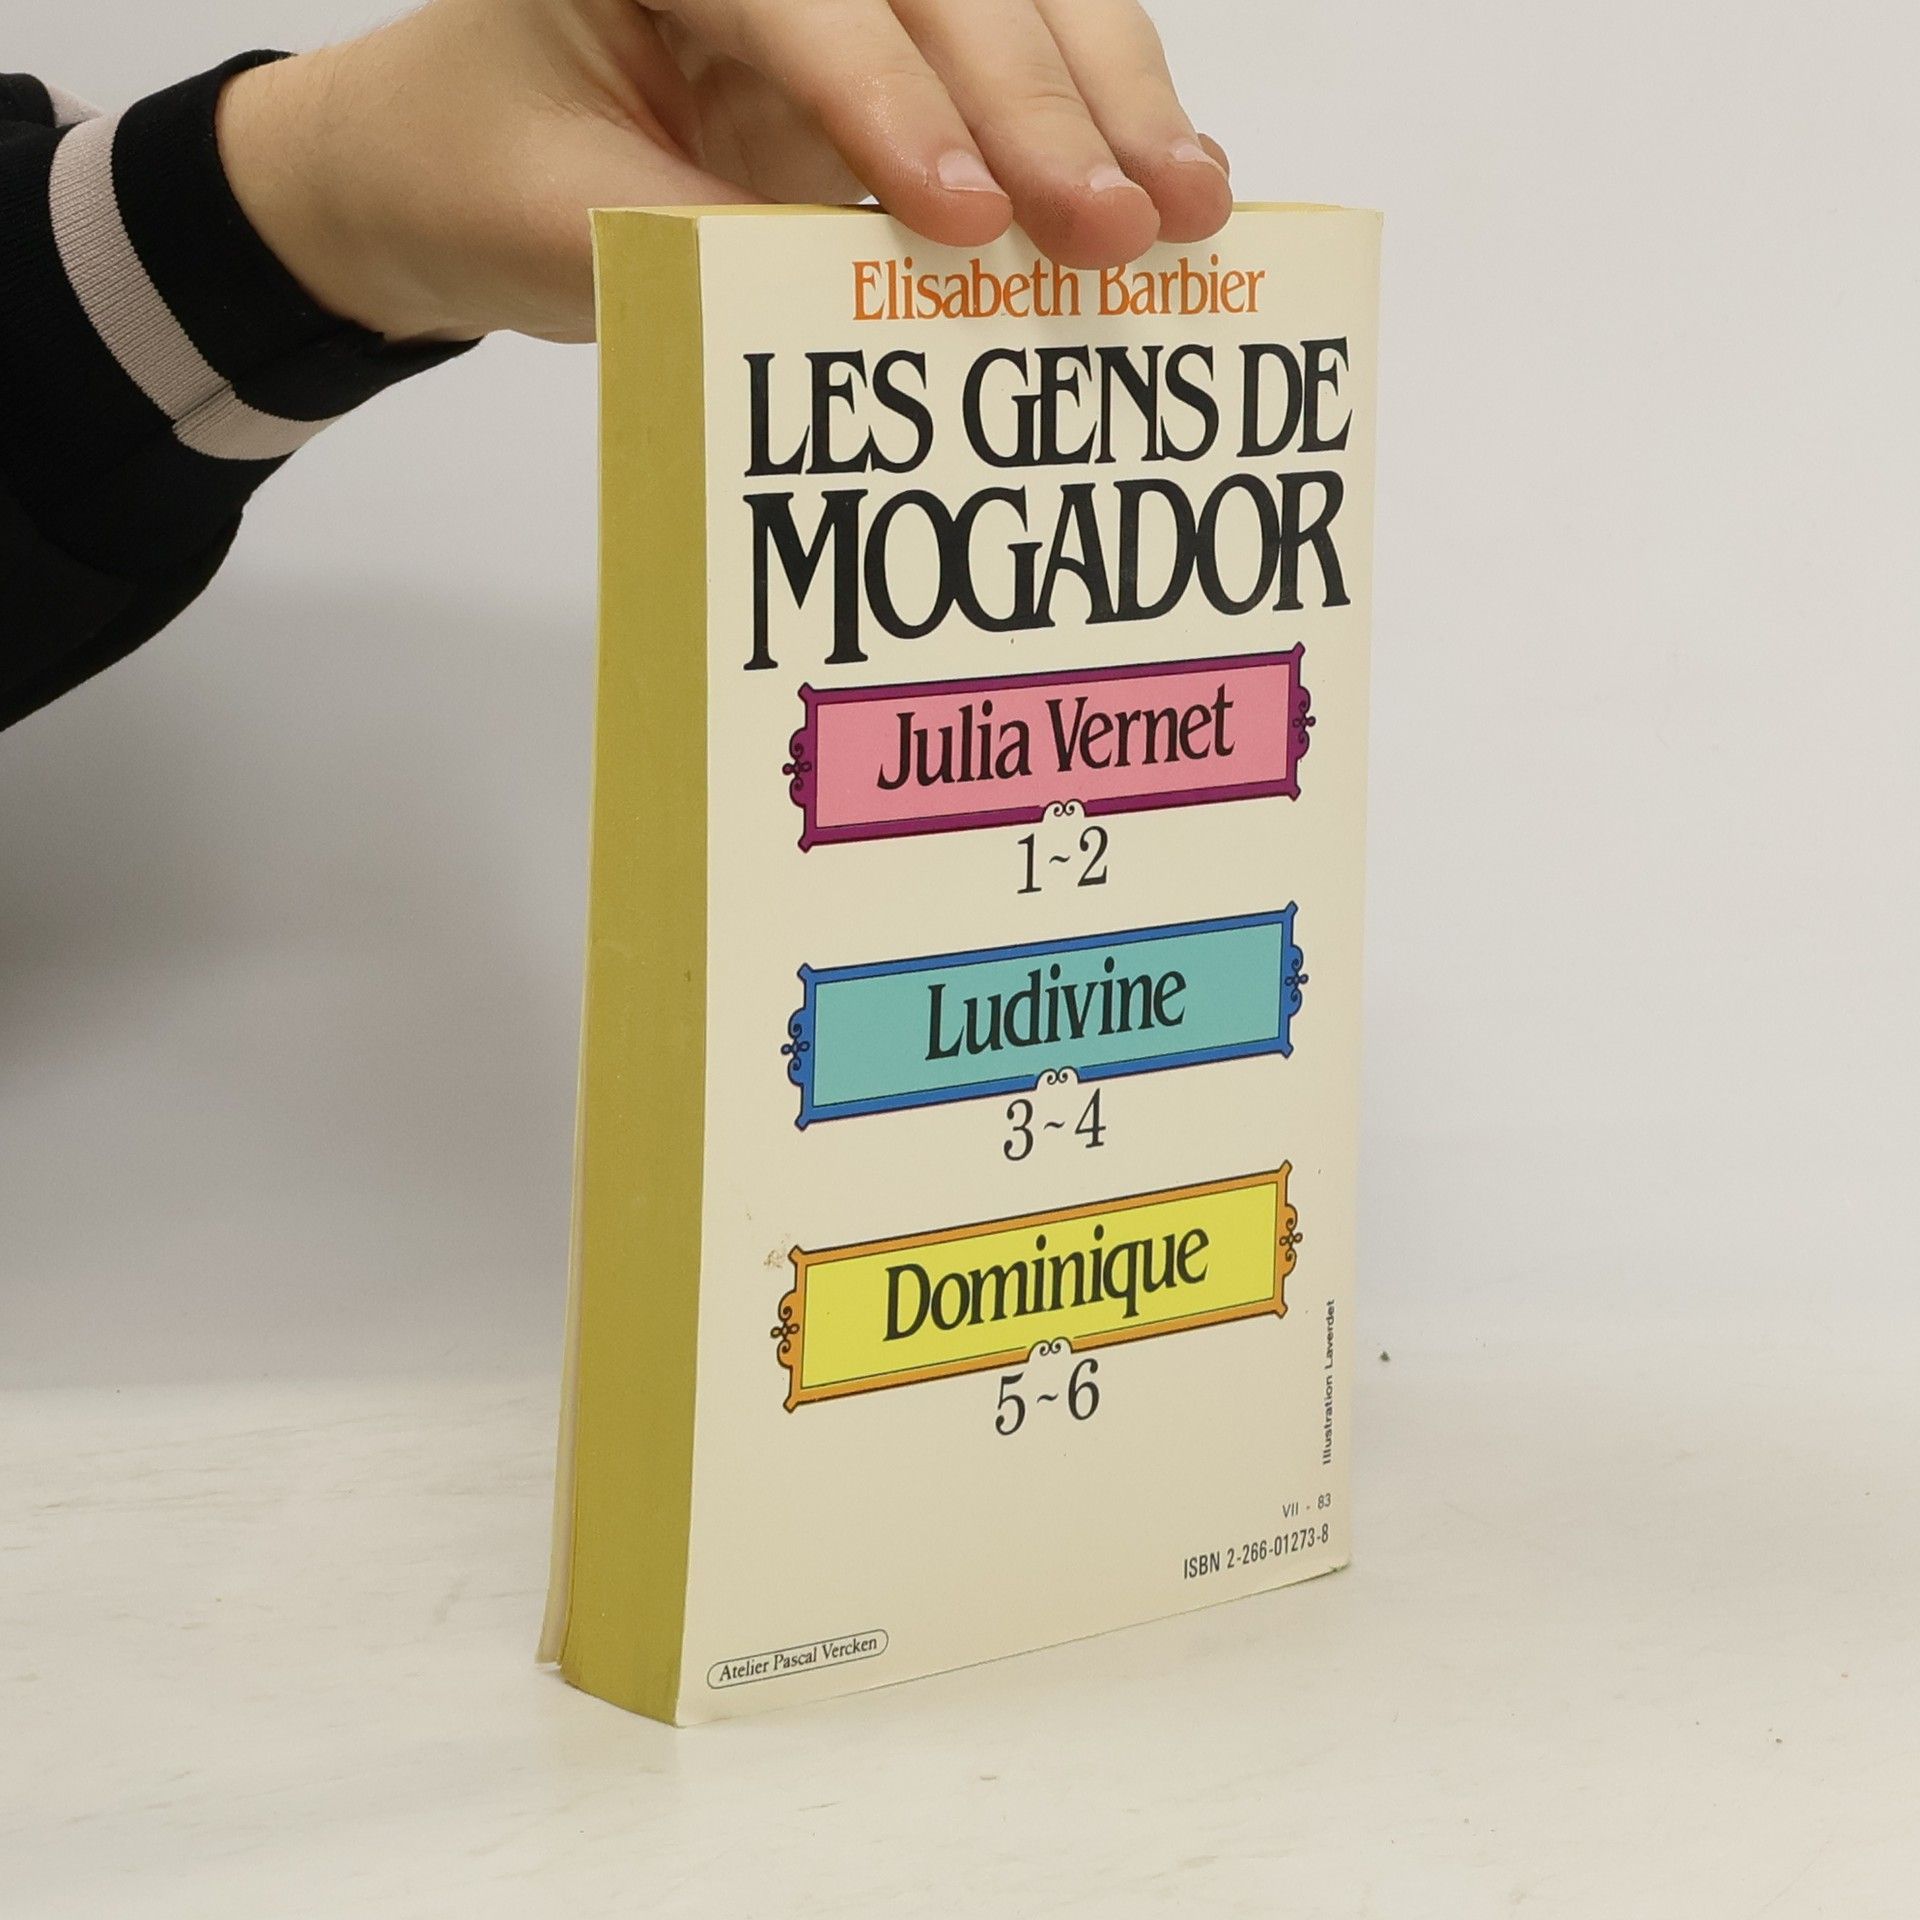 Elisabeth Barbier
LES GENS DE
MOGADOR
Julia Vernet
1~2
Ludivine
3~4
Dominique
5~6
Illustration Laverdet
VII - 83
ISBN 2-266-01273-8
Atelier Pascal Vercken